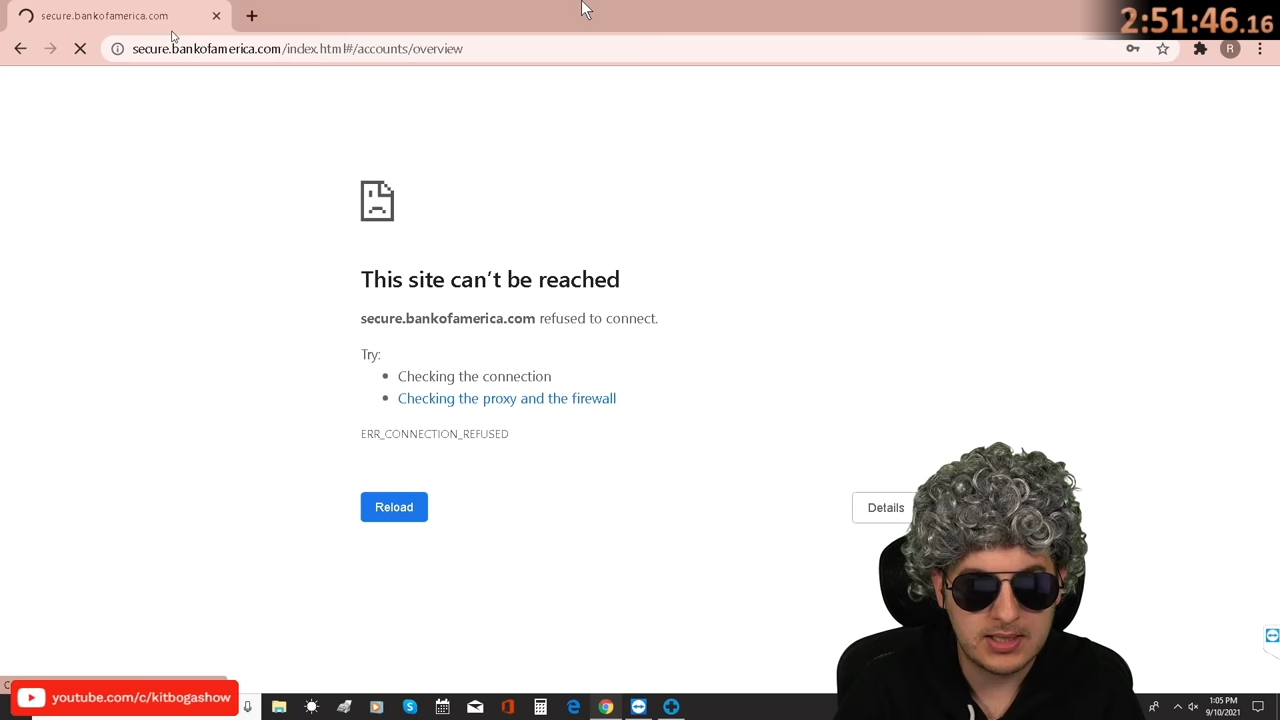 secure.bankofamerica.com
2:51:46.16
secure.bankofamerica.com/index.html#/accounts/overview
R
This site can't be reached
secure.bankofamerica.com refused to connect.
Try:
Checking the connection
Checking the proxy and the firewall
ERR_CONNECTION_REFUSED
Reload
Details
youtube.com/c/kitbogashow
1:05 PM
9/10/2021